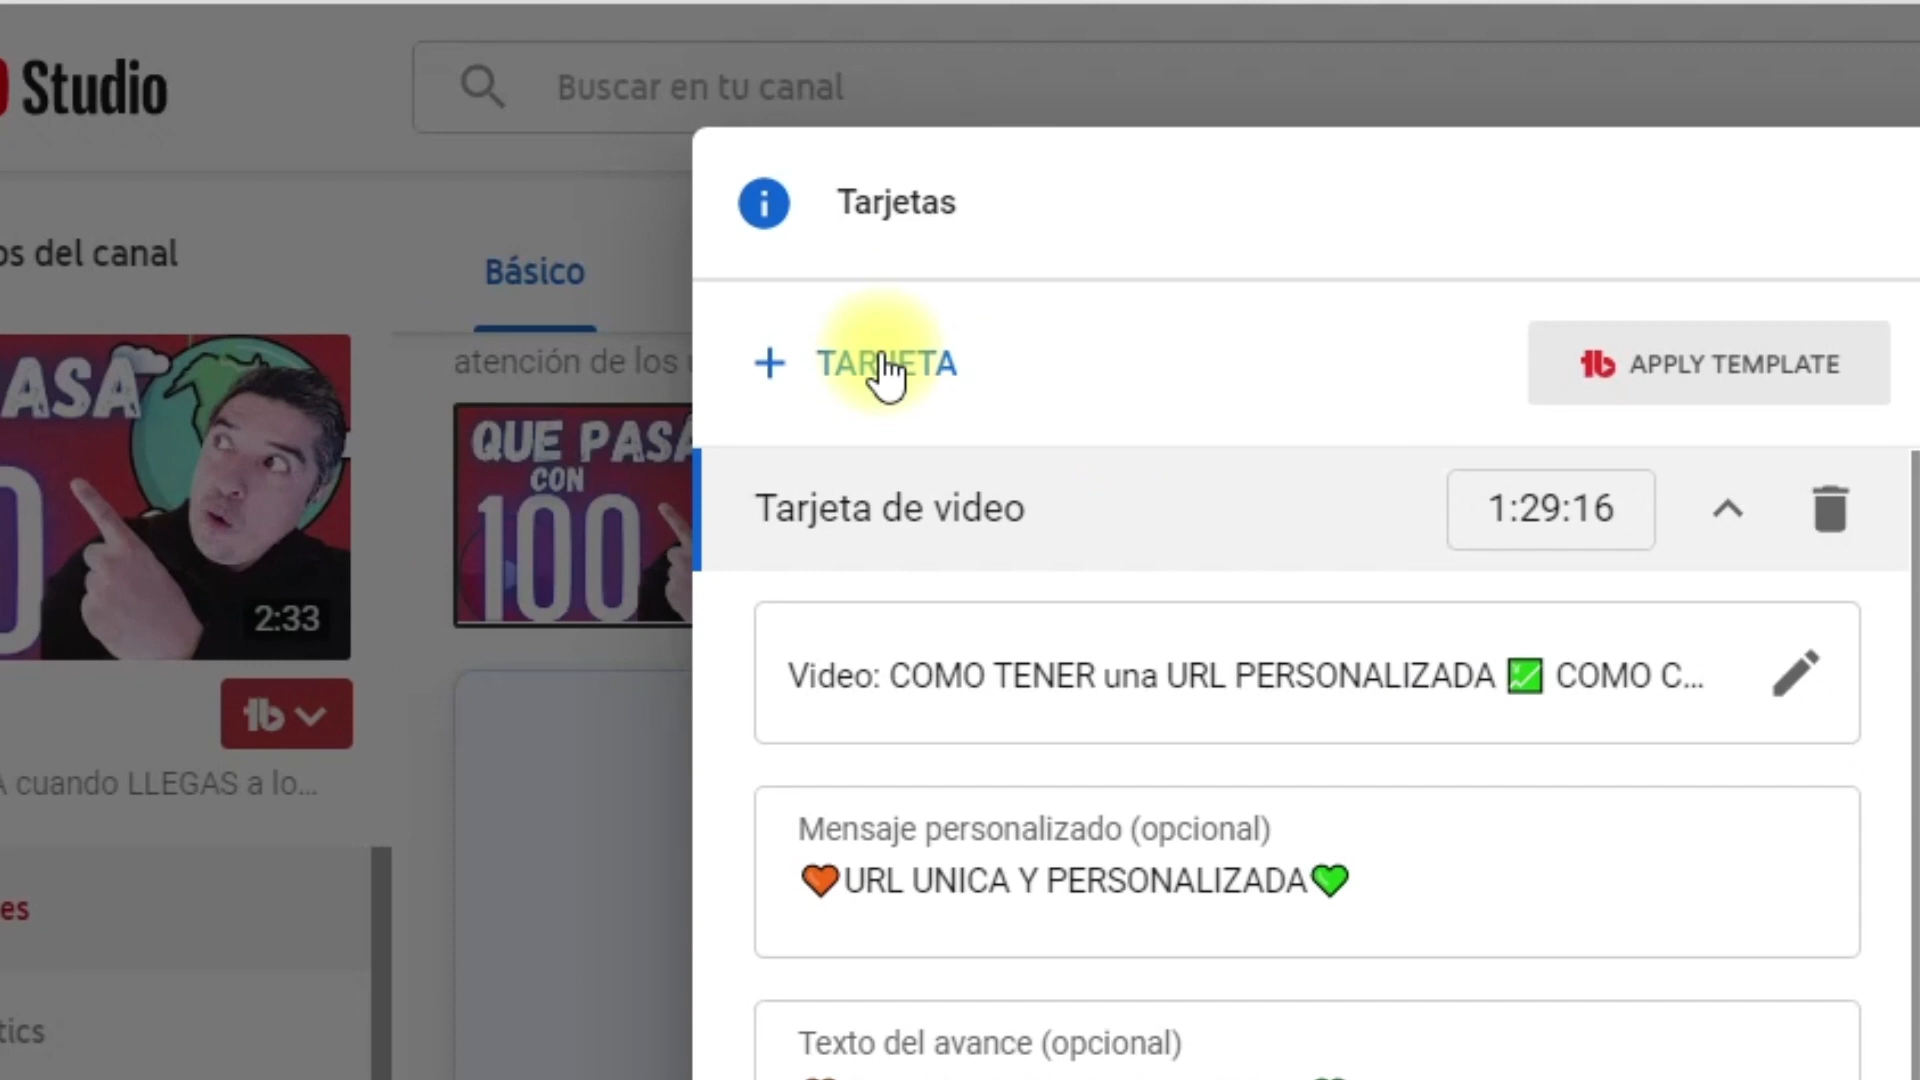 Studio
Buscar en tu canal
Tarjetas
os del canal
Básico
atención de los
TARJETA
APPLY TEMPLATE
ASA
QUE PASA
CON
100
2:33
Tarjeta de video
1:29:16
Video: COMO TENER una URL PERSONALIZADA ✅ COMO C...
A cuando LLEGAS a lo...
Mensaje personalizado (opcional)
🧡URL UNICA Y PERSONALIZADA💚
es
tics
Texto del avance (opcional)